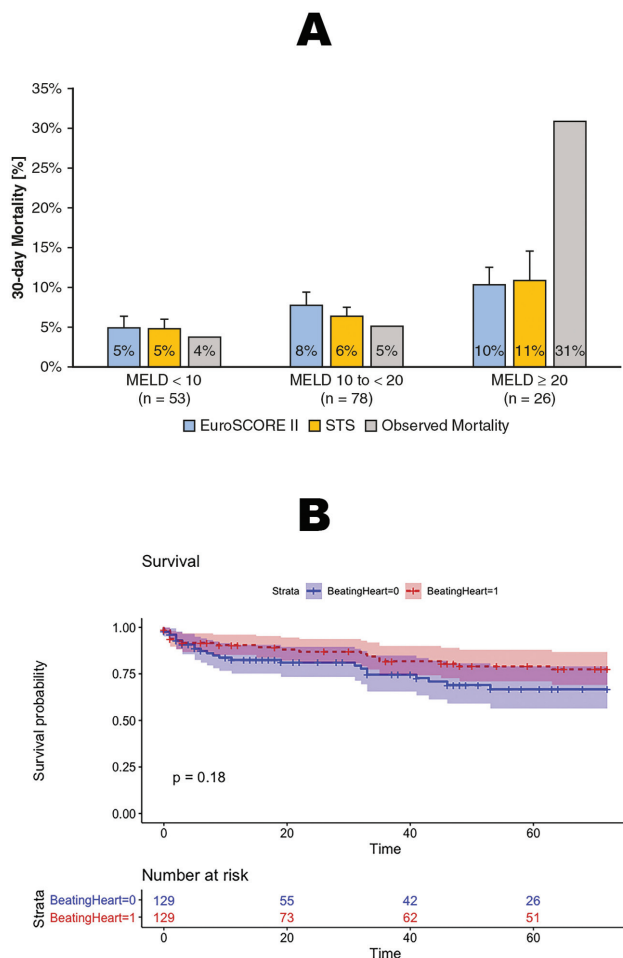 A
35%
30%
25%
20%
15%
10%
5%
0%
30-day Mortality [%]
5% 5% 4% 8% 6% 5% 10% 11% 31%
MELD < 10 MELD 10 to < 20 MELD ≥ 20
(n = 53) (n = 78) (n = 26)
EuroSCORE II STS Observed Mortality
B
Survival
Strata BeatingHeart=0 BeatingHeart=1
1.00
0.75
0.50
0.25
0.00
Survival probability
p = 0.18
0 20 40 60
Time
Number at risk
Strata
BeatingHeart=0 129 55 42 26
BeatingHeart=1 129 73 62 51
0 20 40 60
Time